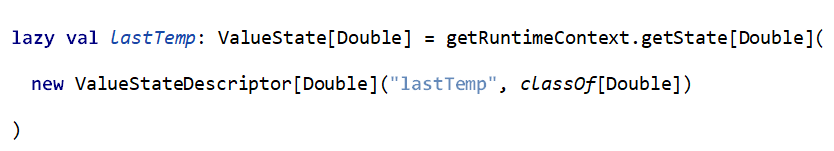 lazy val lastTemp: ValueState[Double] = getRuntimeContext.getState[Double](
new ValueStateDescriptor[Double]("lastTemp", classOf[Double])
)